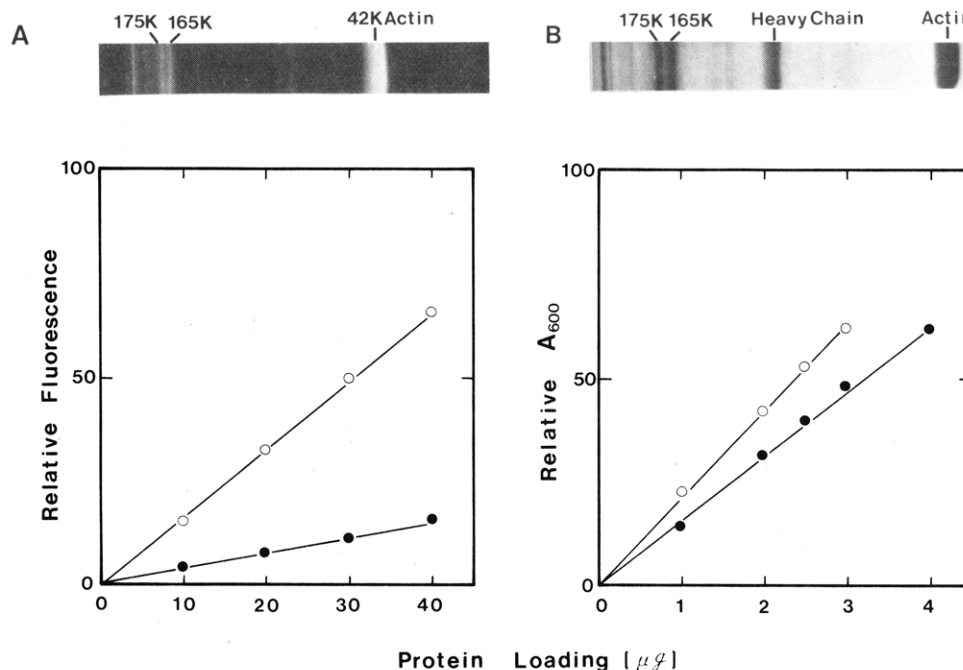 A
175K 165K
42K Actin
B
175K 165K
Heavy Chain
Actin
100
50
0
Relative Fluorescence
0 10 20 30 40
100
50
0
Relative A600
0 1 2 3 4
Protein Loading [μg]